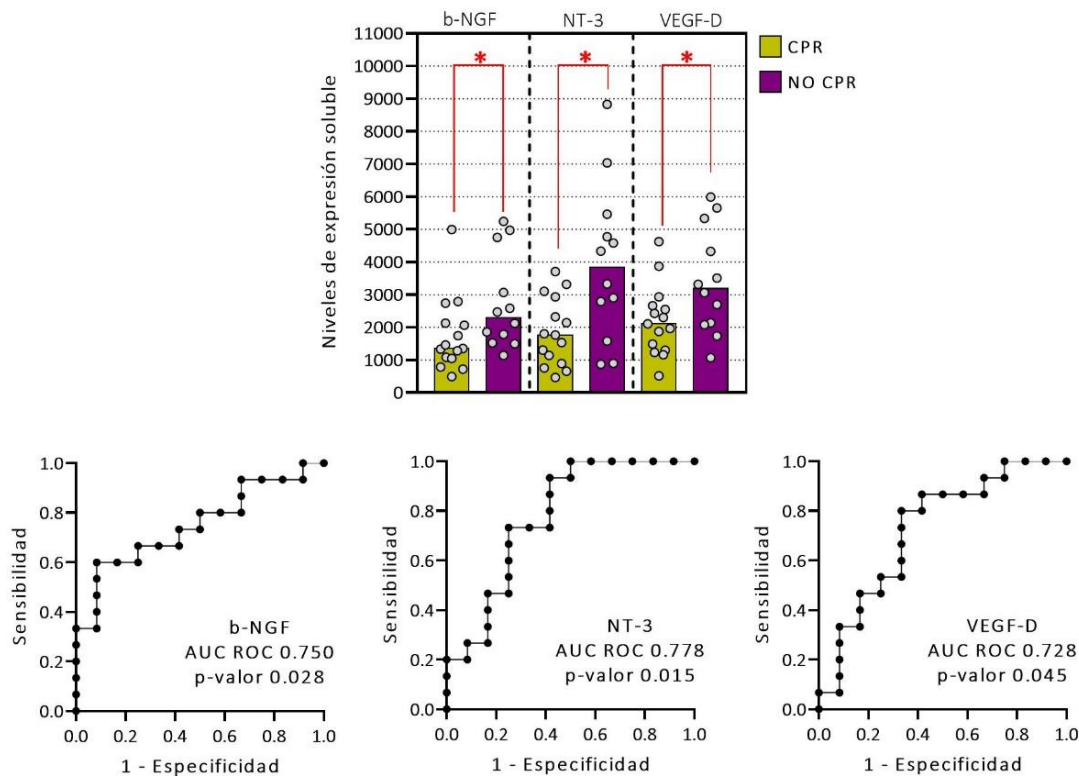 b-NGF NT-3 VEGF-D
Niveles de expresión soluble
11000
10000
9000
8000
7000
6000
5000
4000
3000
2000
1000
0
* * *
CPR
NO CPR
Sensibilidad
1.0
0.8
0.6
0.4
0.2
0.0
0.0 0.2 0.4 0.6 0.8 1.0
1 - Especificidad
b-NGF
AUC ROC 0.750
p-valor 0.028
Sensibilidad
1.0
0.8
0.6
0.4
0.2
0.0
0.0 0.2 0.4 0.6 0.8 1.0
1 - Especificidad
NT-3
AUC ROC 0.778
p-valor 0.015
Sensibilidad
1.0
0.8
0.6
0.4
0.2
0.0
0.0 0.2 0.4 0.6 0.8 1.0
1 - Especificidad
VEGF-D
AUC ROC 0.728
p-valor 0.045